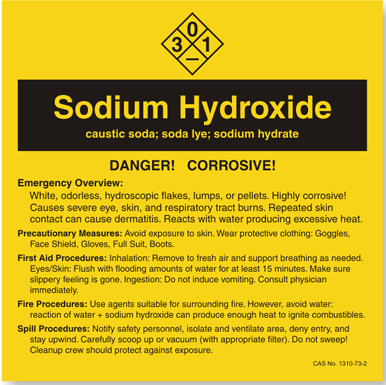 0
3 1
—
Sodium Hydroxide
caustic soda; soda lye; sodium hydrate
DANGER! CORROSIVE!
Emergency Overview:
White, odorless, hydroscopic flakes, lumps, or pellets. Highly corrosive!
Causes severe eye, skin, and respiratory tract burns. Repeated skin
contact can cause dermatitis. Reacts with water producing excessive heat.
Precautionary Measures: Avoid exposure to skin. Wear protective clothing: Goggles,
Face Shield, Gloves, Full Suit, Boots.
First Aid Procedures: Inhalation: Remove to fresh air and support breathing as needed.
Eyes/Skin: Flush with flooding amounts of water for at least 15 minutes. Make sure
slippery feeling is gone. Ingestion: Do not induce vomiting. Consult physician
immediately.
Fire Procedures: Use agents suitable for surrounding fire. However, avoid water:
reaction of water + sodium hydroxide can produce enough heat to ignite combustibles.
Spill Procedures: Notify safety personnel, isolate and ventilate area, deny entry, and
stay upwind. Carefully scoop up or vacuum (with appropriate filter). Do not sweep!
Cleanup crew should protect against exposure.
CAS No. 1310-73-2